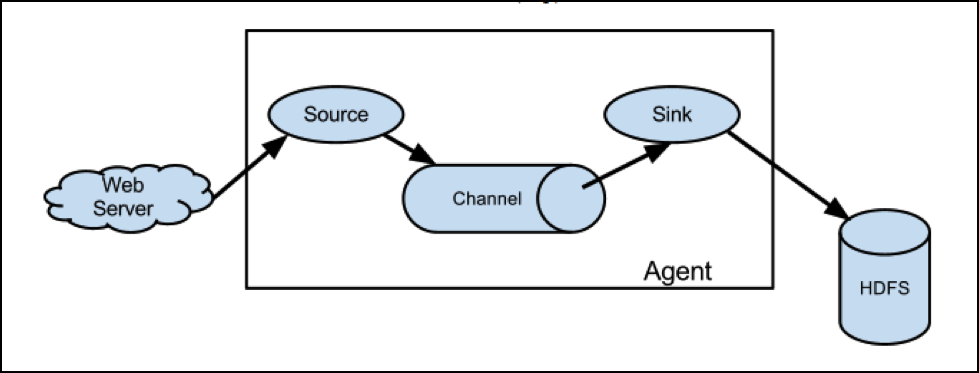 Web
Server
Source
Channel
Sink
Agent
HDFS